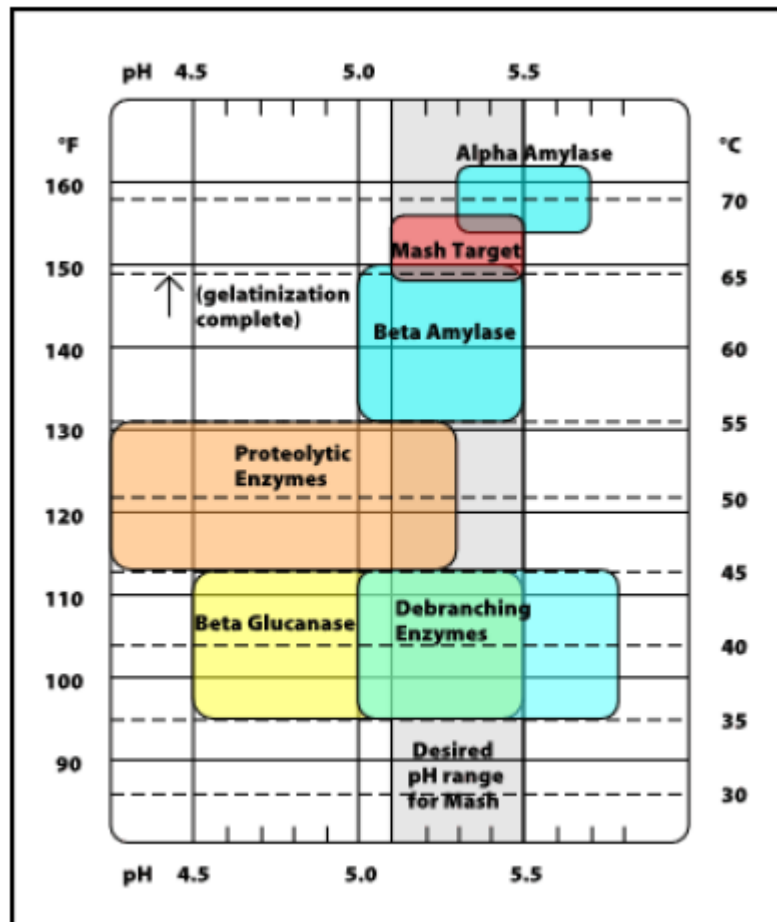 pH 4.5 5.0 5.5
°F °C
Alpha Amylase
160
70
Mash Target
150
65
(gelatinization
complete)
Beta Amylase
140
60
55
130
Proteolytic
Enzymes
50
120
45
110
Beta Glucanase
Debranching
Enzymes
40
100
35
90
Desired
pH range
for Mash
30
pH 4.5 5.0 5.5